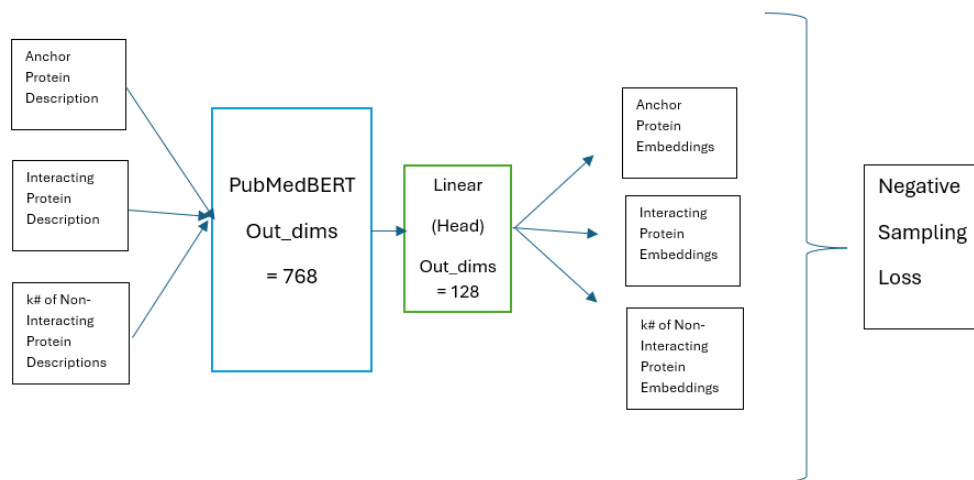 Anchor
Protein
Description
Interacting
Protein
Description
k# of Non-
Interacting
Protein
Descriptions
PubMedBERT
Out_dims
= 768
Linear
(Head)
Out_dims
= 128
Anchor
Protein
Embeddings
Interacting
Protein
Embeddings
k# of Non-
Interacting
Protein
Embeddings
Negative
Sampling
Loss